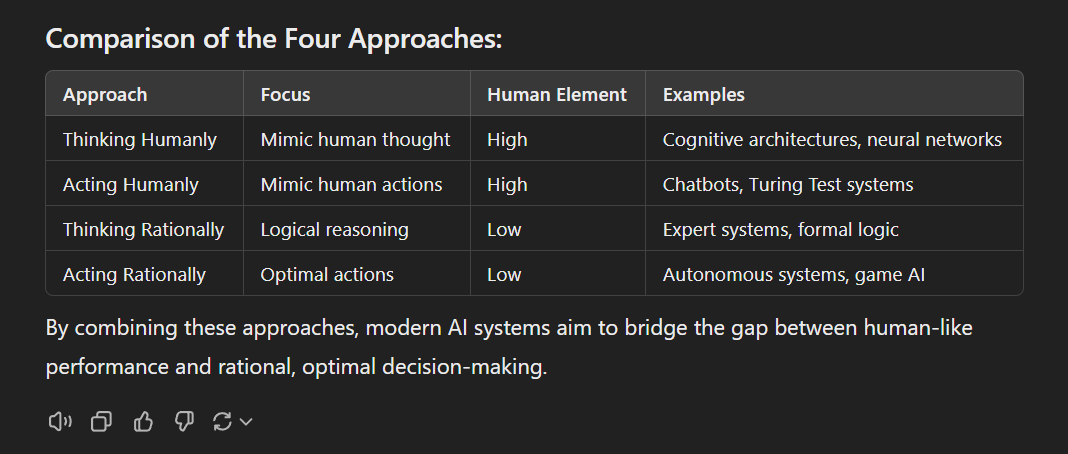 Comparison of the Four Approaches:
Approach Focus Human Element Examples
Thinking Humanly Mimic human thought High Cognitive architectures, neural networks
Acting Humanly Mimic human actions High Chatbots, Turing Test systems
Thinking Rationally Logical reasoning Low Expert systems, formal logic
Acting Rationally Optimal actions Low Autonomous systems, game AI
By combining these approaches, modern AI systems aim to bridge the gap between human-like
performance and rational, optimal decision-making.